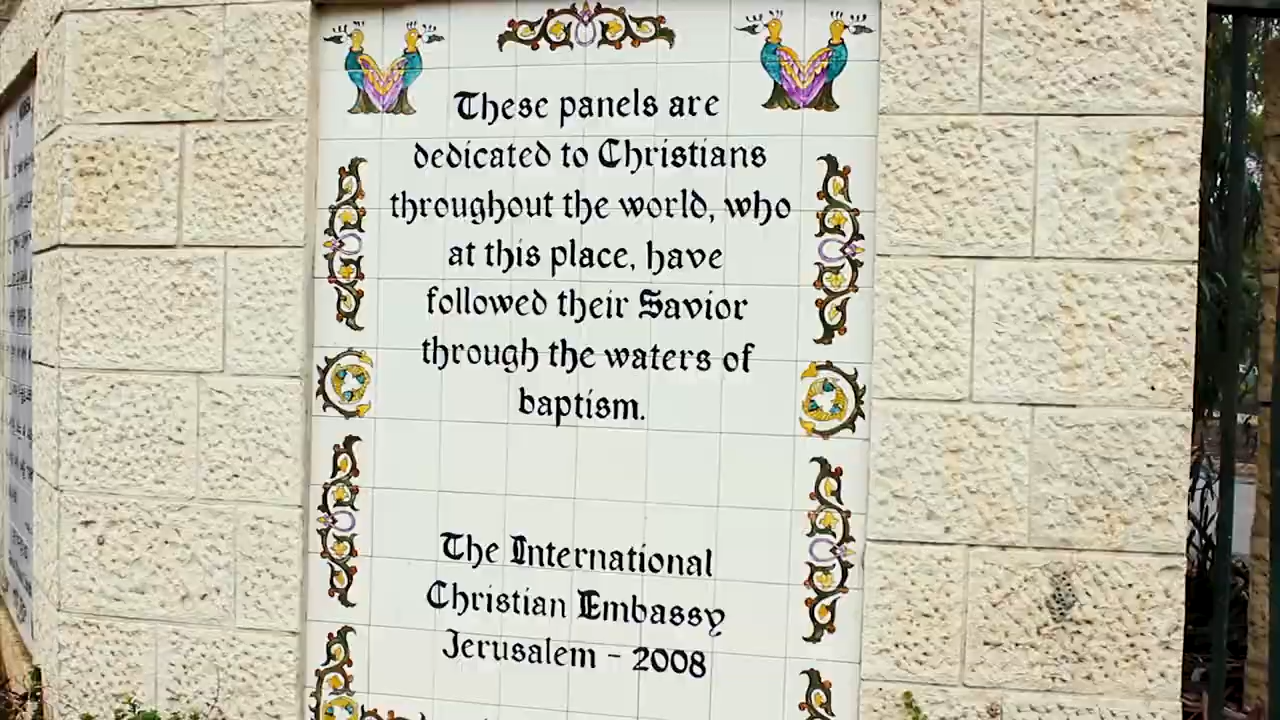 These panels are
dedicated to Christians
throughout the world, who
at this place, have
followed their Savior
through the waters of
baptism.
The International
Christian Embassy
Jerusalem - 2008